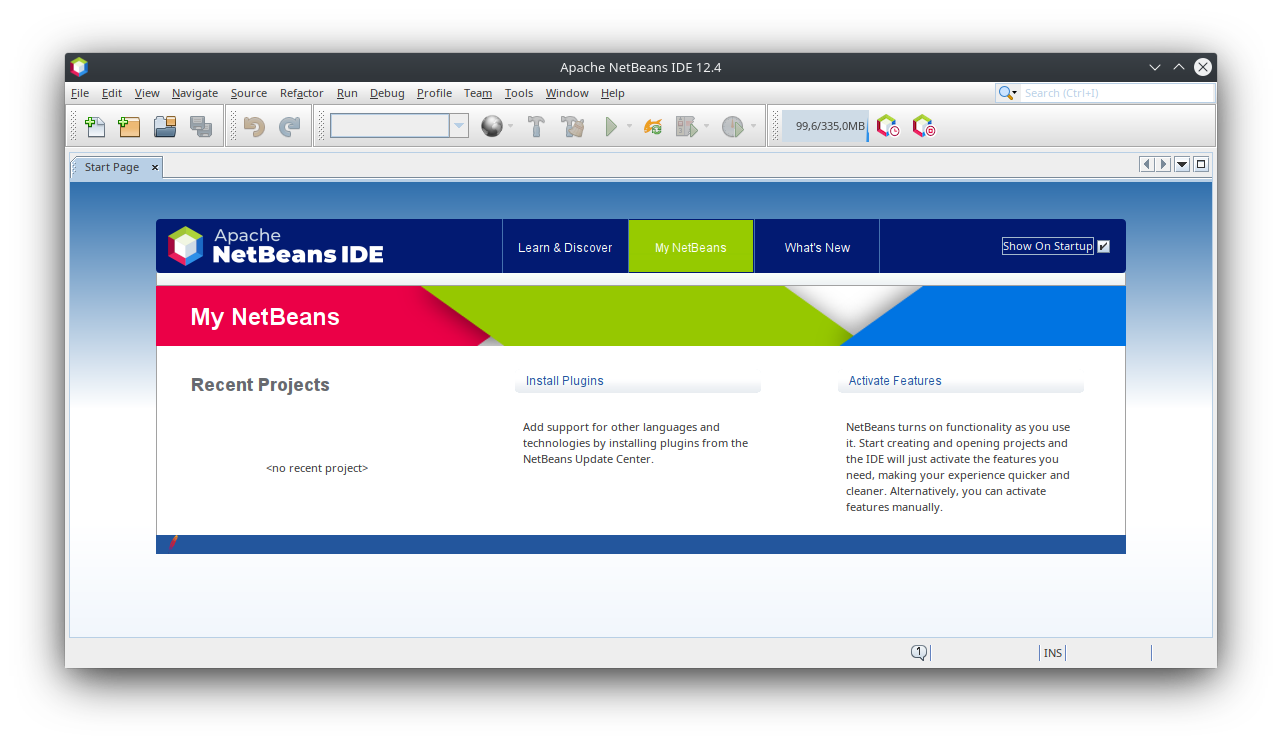 Apache NetBeans IDE 12.4
File Edit View Navigate Source Refactor Run Debug Profile Team Tools Window Help
Search (Ctrl+I)
99,6/335,0MB
Start Page
Apache
NetBeans IDE
Learn & Discover
My NetBeans
What's New
Show On Startup
My NetBeans
Recent Projects
<no recent project>
Install Plugins
Add support for other languages and
technologies by installing plugins from the
NetBeans Update Center.
Activate Features
NetBeans turns on functionality as you use
it. Start creating and opening projects and
the IDE will just activate the features you
need, making your experience quicker and
cleaner. Alternatively, you can activate
features manually.
1
INS